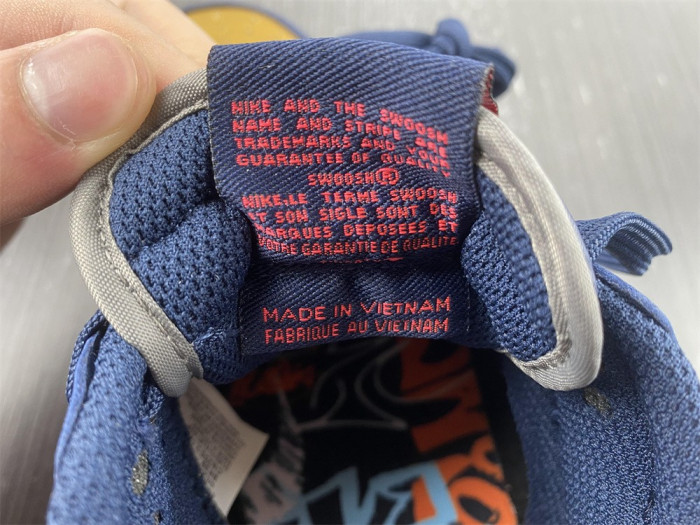 NIKE AND THE SWOOSH
NAME AND STRIPE ARE
TRADEMARKS AND YOUR
GUARANTEE OF QUALITY
SWOOSH®
NIKE.LE TERME SWOOSH
ET SON SIGLE SONT DES
MARQUES DEPOSEES ET
VOTRE GARANTIE DE QUALITE
MADE IN VIETNAM
FABRIQUE AU VIETNAM